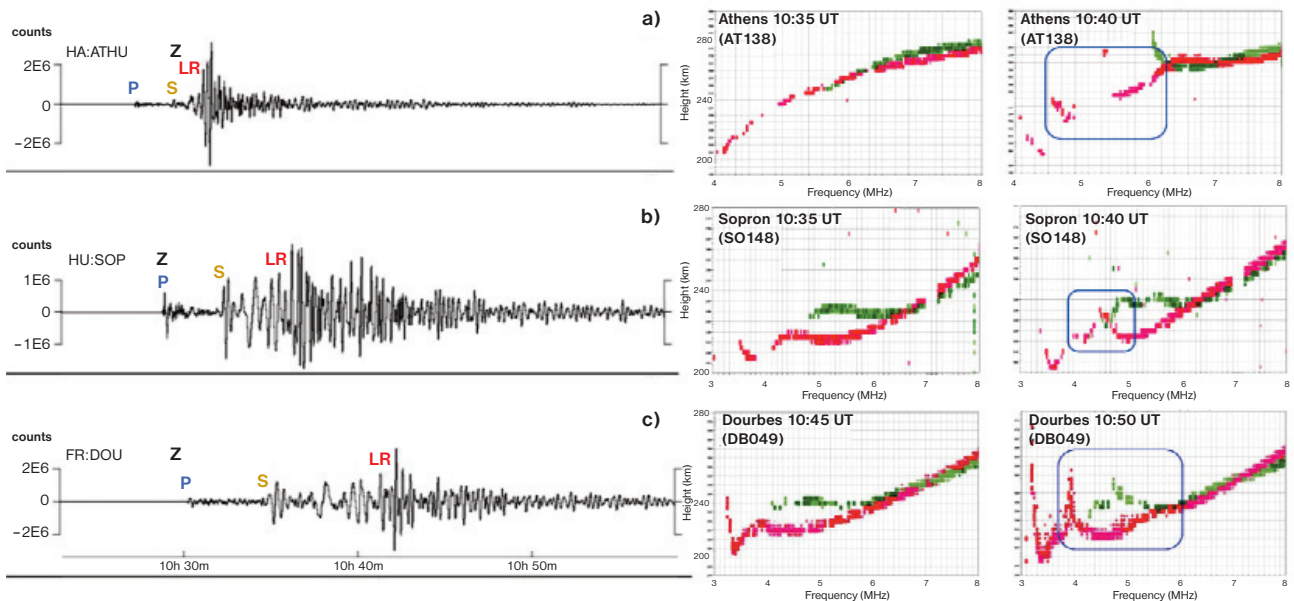 a)
counts
HA:ATHU
Z
LR
2E6
P
S
0
−2E6
Athens 10:35 UT
(AT138)
280
240
200
Height (km)
4 5 6 7 8
Frequency (MHz)
Athens 10:40 UT
(AT138)
4 5 6 7 8
Frequency (MHz)
b)
counts
HU:SOP
Z
P
S
LR
1E6
0
−1E6
Sopron 10:35 UT
(SO148)
280
240
200
Height (km)
3 4 5 6 7 8
Frequency (MHz)
Sopron 10:40 UT
(SO148)
3 4 5 6 7 8
Frequency (MHz)
c)
counts
FR:DOU
Z
P
S
LR
2E6
0
−2E6
10h 30m 10h 40m 10h 50m
Dourbes 10:45 UT
(DB049)
280
240
200
Height (km)
3 4 5 6 7 8
Frequency (MHz)
Dourbes 10:50 UT
(DB049)
3 4 5 6 7 8
Frequency (MHz)